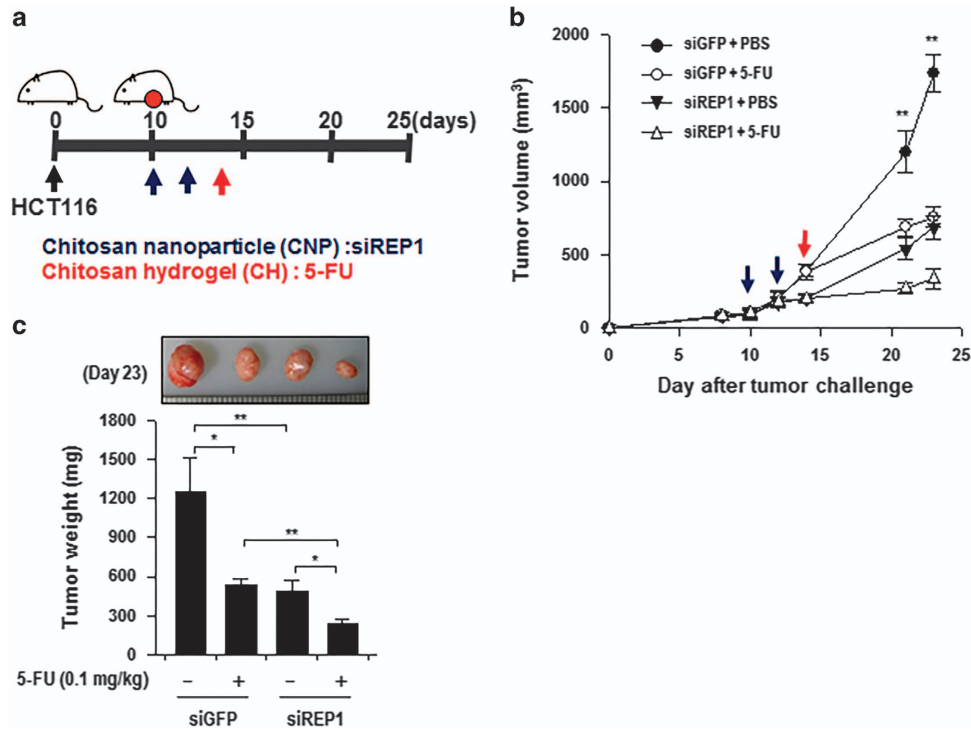 a
0 10 15 20 25(days)
HCT116
Chitosan nanoparticle (CNP) :siREP1
Chitosan hydrogel (CH) : 5-FU
b
siGFP + PBS
siGFP + 5-FU
siREP1 + PBS
siREP1 + 5-FU
**
**
Tumor volume (mm³)
2000
1500
1000
500
0
0 5 10 15 20 25
Day after tumor challenge
c
(Day 23)
Tumor weight (mg)
1800
1500
1200
900
600
300
0
**
*
**
*
5-FU (0.1 mg/kg) − + − +
siGFP siREP1